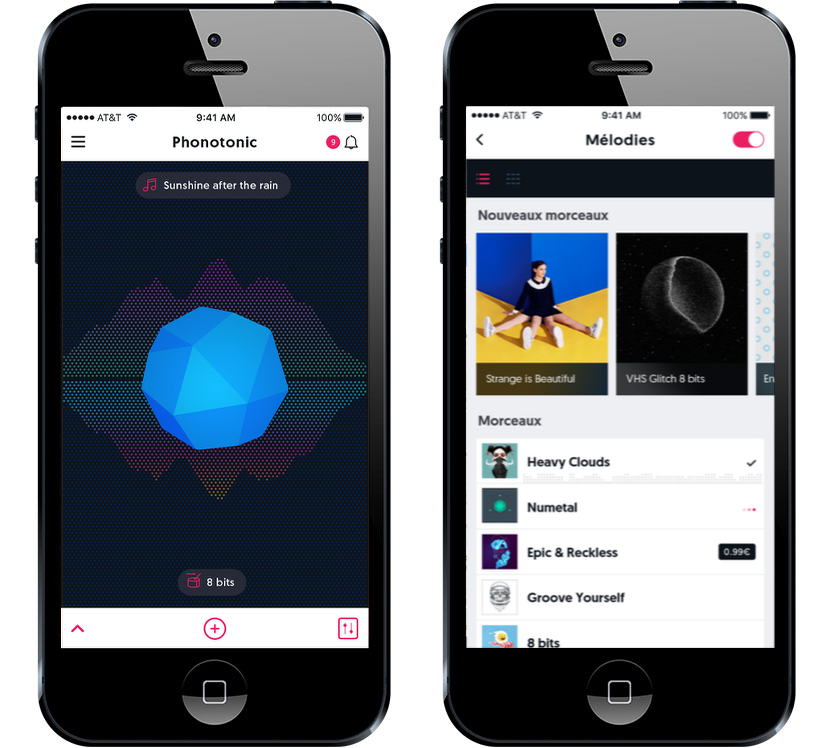 AT&T 9:41 AM 100%
Phonotonic 9
Sunshine after the rain
8 bits
AT&T 9:41 AM 100%
Mélodies
Nouveaux morceaux
Strange is Beautiful
VHS Glitch 8 bits
En
Morceaux
Heavy Clouds
Numetal
Epic & Reckless 0.99€
Groove Yourself
8 bits